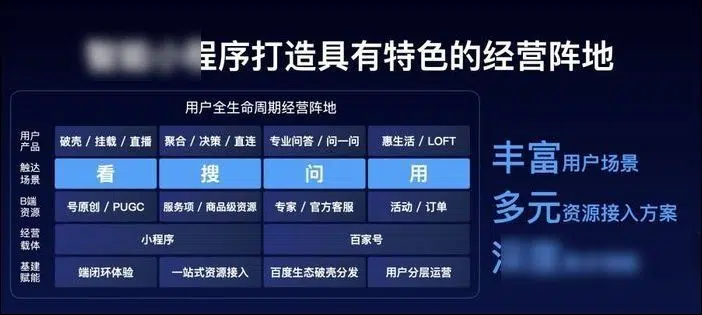 程序打造具有特色的经营阵地
用户全生命周期经营阵地
用户产品
破壳 / 挂载 / 直播
聚合 / 决策 / 直连
专业问答 / 问一问
惠生活 / LOFT
触达场景
看
搜
问
用
B端资源
号原创 / PUGC
服务项 / 商品级资源
专家 / 官方客服
活动 / 订单
经营载体
小程序
百家号
基建赋能
端闭环体验
一站式资源接入
百度生态破壳分发
用户分层运营
丰富用户场景
多元资源接入方案